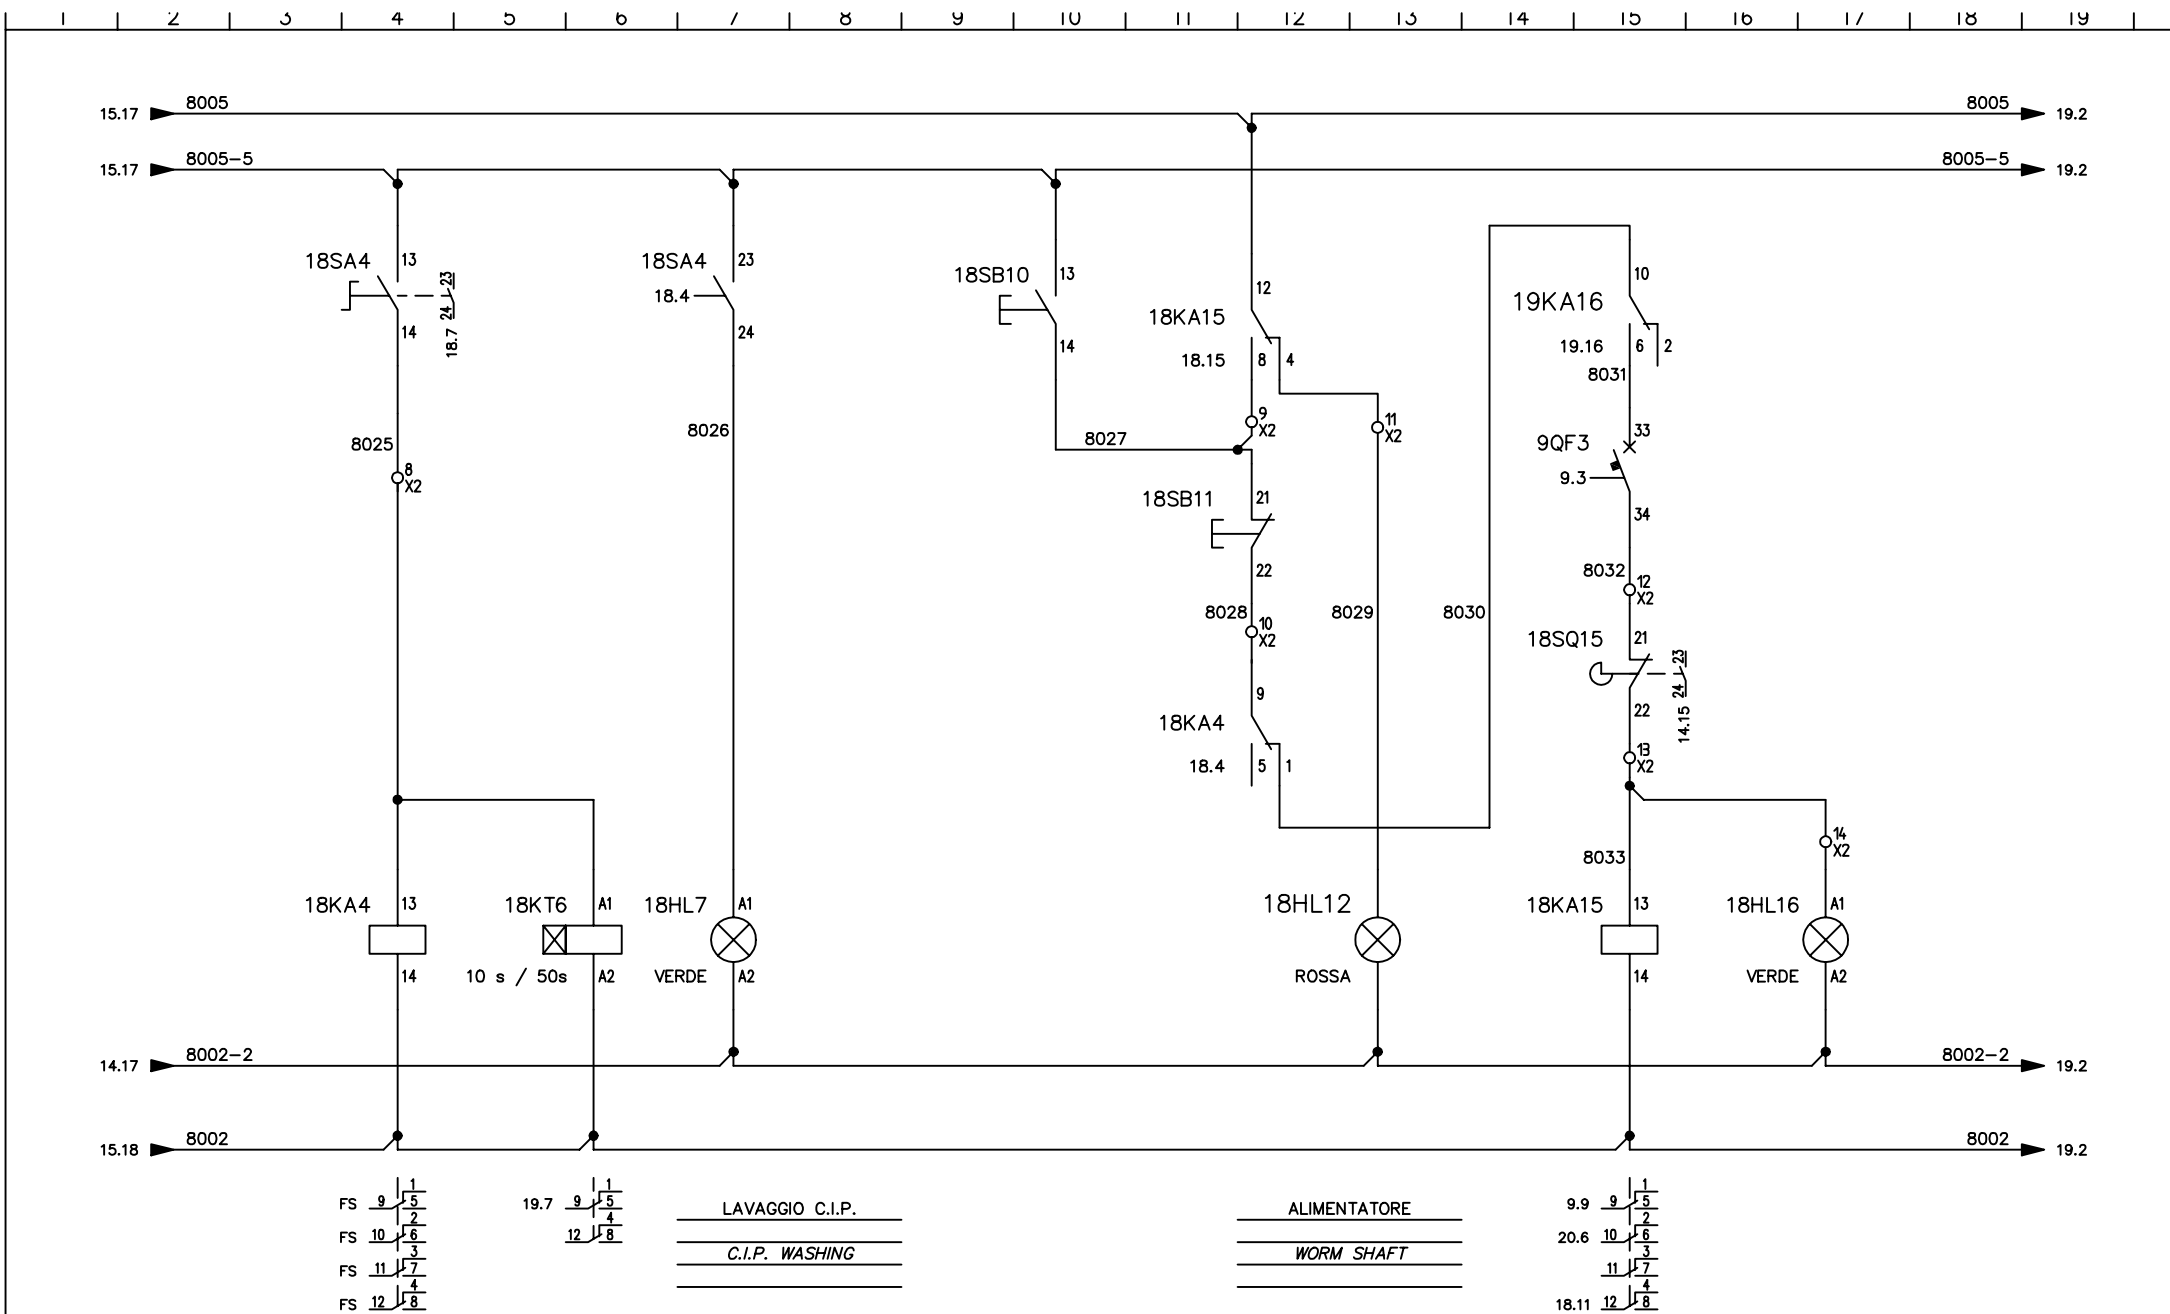 1 2 3 4 5 6 7 8 9 10 11 12 13 14 15 16 17 18 19
15.17 8005 8005 19.2
15.17 8005-5 8005-5 19.2
18SA4 13 14 23 24 18.7
18SA4 23 18.4 24
18SB10 13 14
18KA15 12 18.15 8 4
19KA16 10 19.16 6 2
8031
8025 8 X2
8026
8027
9 X2
11 X2
9QF3 33 9.3 34
18SB11 21 22
8032 12 X2
8028 10 X2
8029
8030
18SQ15 21 22 23 24 14.15
13 X2
18KA4 9 18.4 5 1
14 X2
8033
18KA4 13 14
18KT6 A1 10 s / 50s A2
18HL7 A1 VERDE A2
18HL12 ROSSA
18KA15 13 14
18HL16 A1 VERDE A2
14.17 8002-2 8002-2 19.2
15.18 8002 8002 19.2
FS 9 1 5
FS 10 2 6
FS 11 3 7
FS 12 4 8
19.7 9 1 5
12 4 8
LAVAGGIO C.I.P.
C.I.P. WASHING
ALIMENTATORE
WORM SHAFT
9.9 9 1 5
20.6 10 2 6
11 3 7
18.11 12 4 8